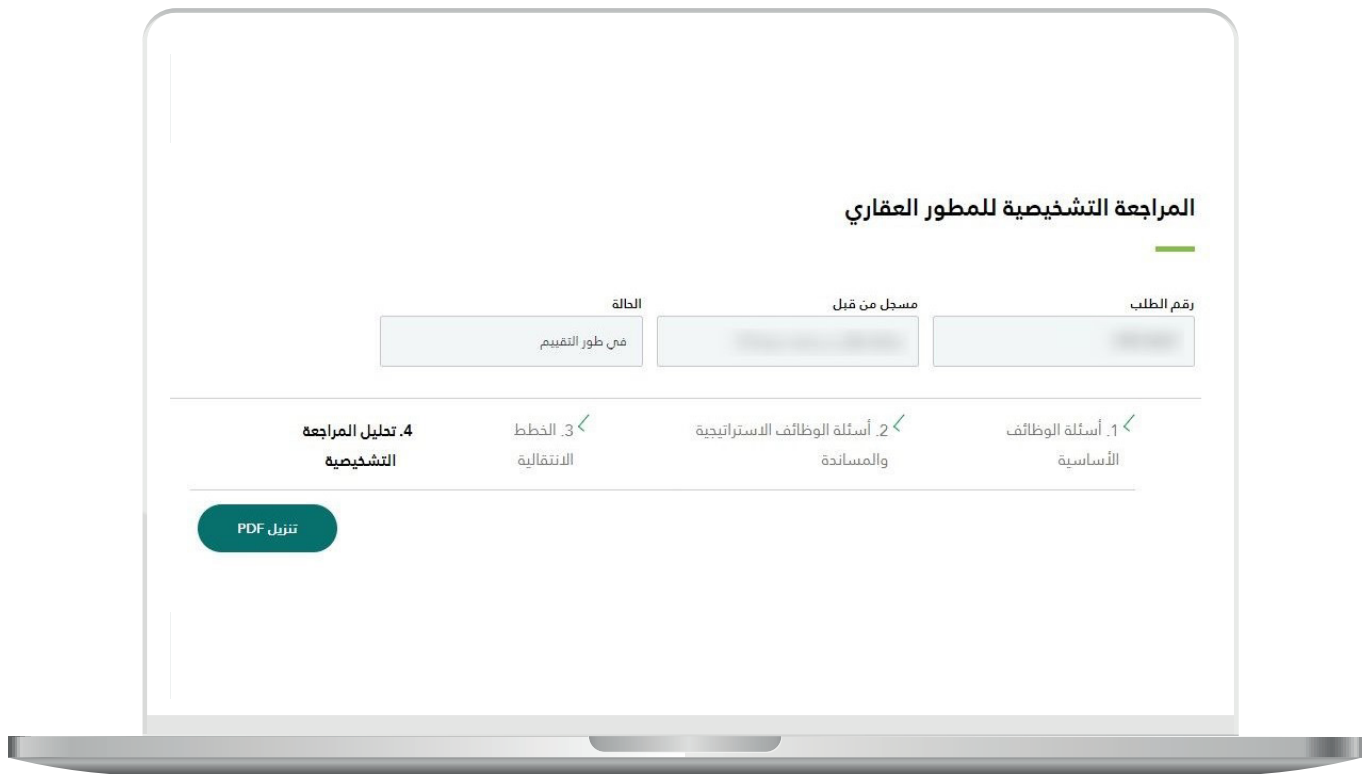 المراجعة التشخيصية للمطور العقاري
رقم الطلب
مسجل من قبل
الحالة
في طور التقييم
1. أسئلة الوظائف
الأساسية
2. أسئلة الوظائف الاستراتيجية
والمساندة
3. الخطط
الانتقالية
4. تحليل المراجعة
التشخيصية
تنزيل PDF